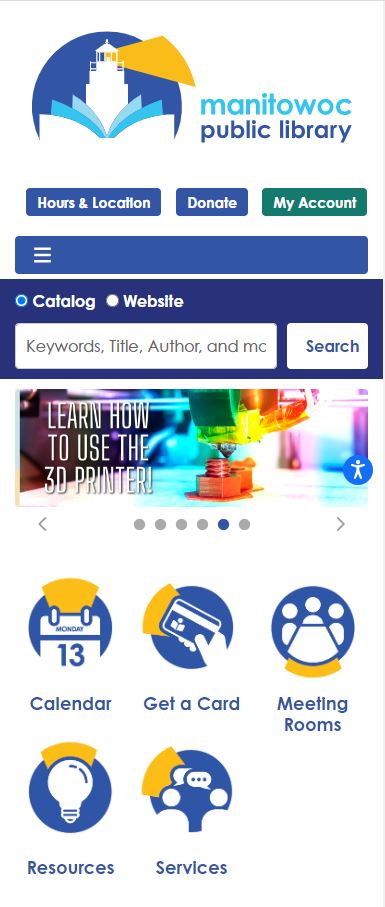 manitowoc
public library
Hours & Location
Donate
My Account
Catalog
Website
Keywords, Title, Author, and mo
Search
LEARN HOW
TO USE THE
3D PRINTER!
MONDAY
13
Calendar
Get a Card
Meeting
Rooms
Resources
Services